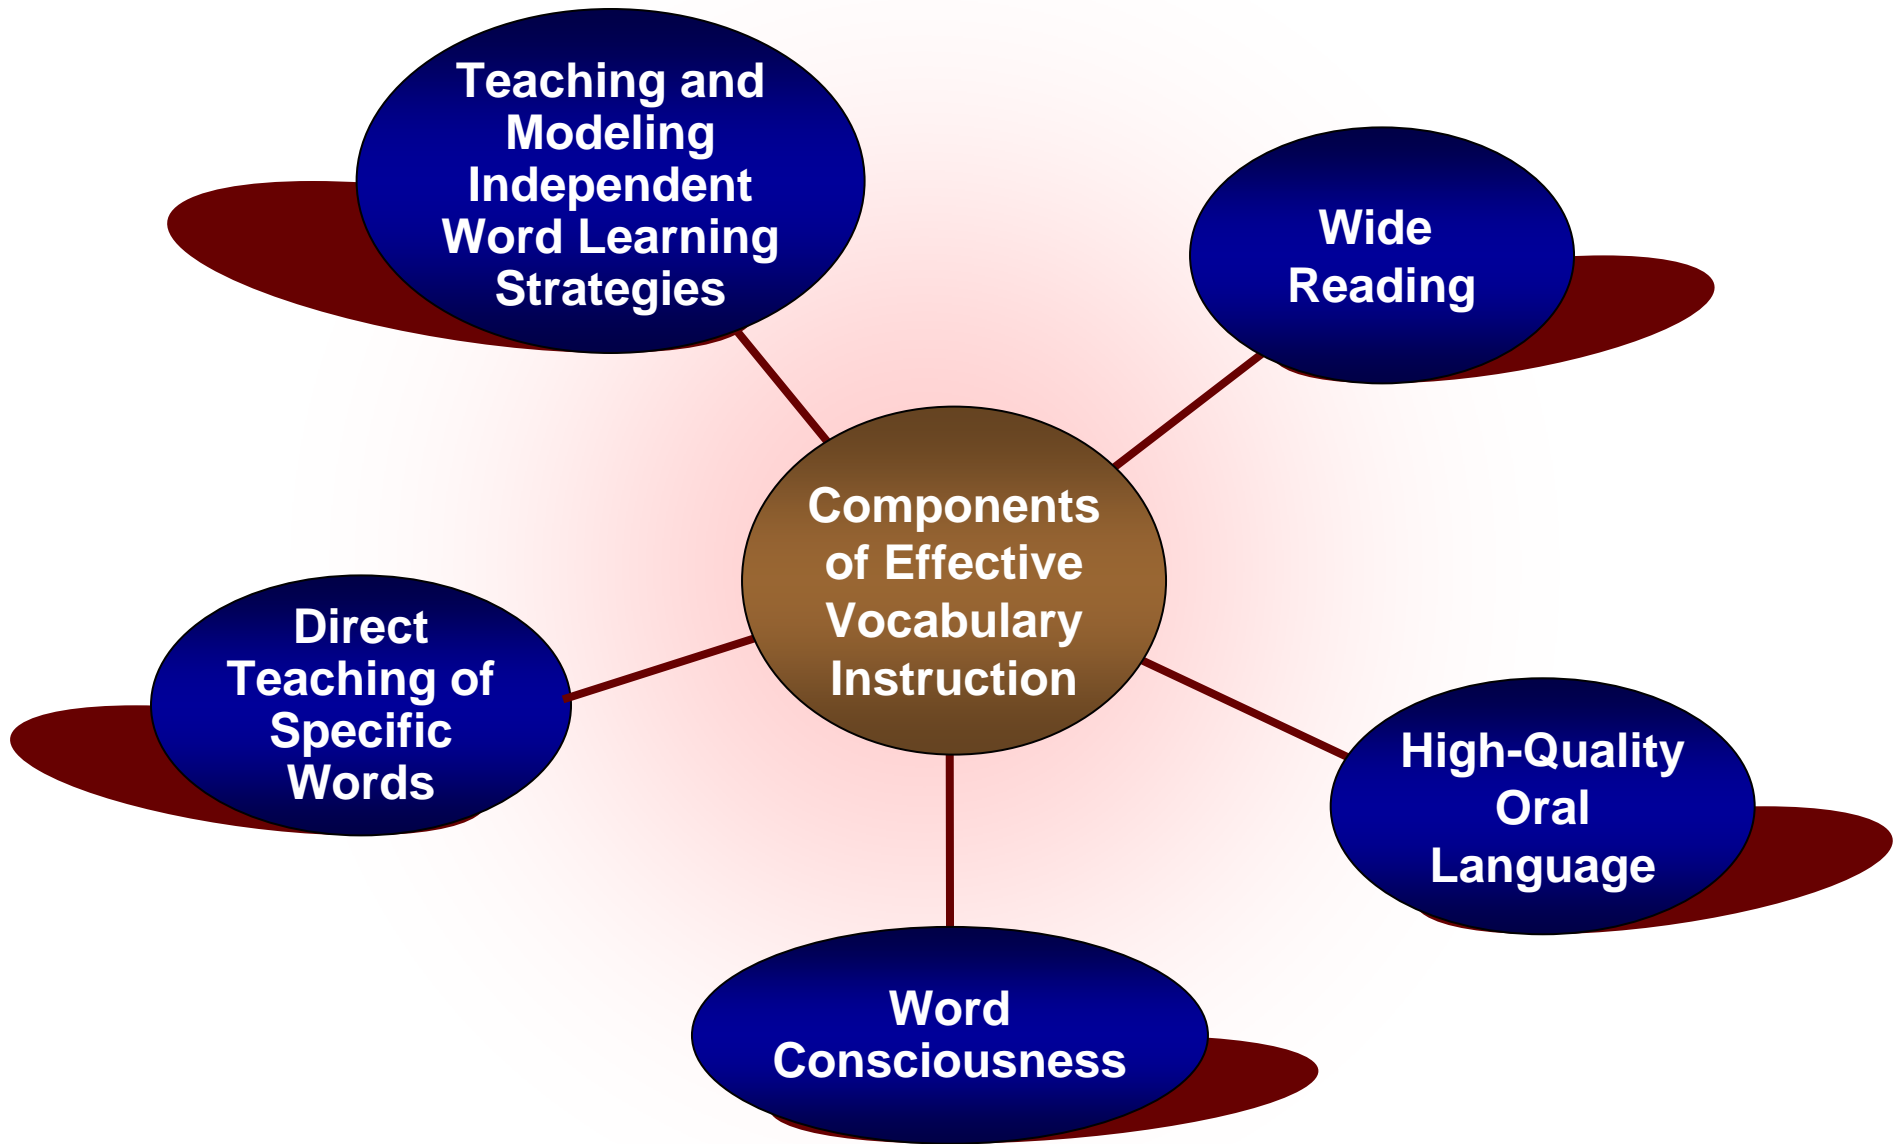 Teaching and
Modeling
Independent
Word Learning
Strategies
Wide
Reading
Components
of Effective
Vocabulary
Instruction
Direct
Teaching of
Specific
Words
High-Quality
Oral
Language
Word
Consciousness